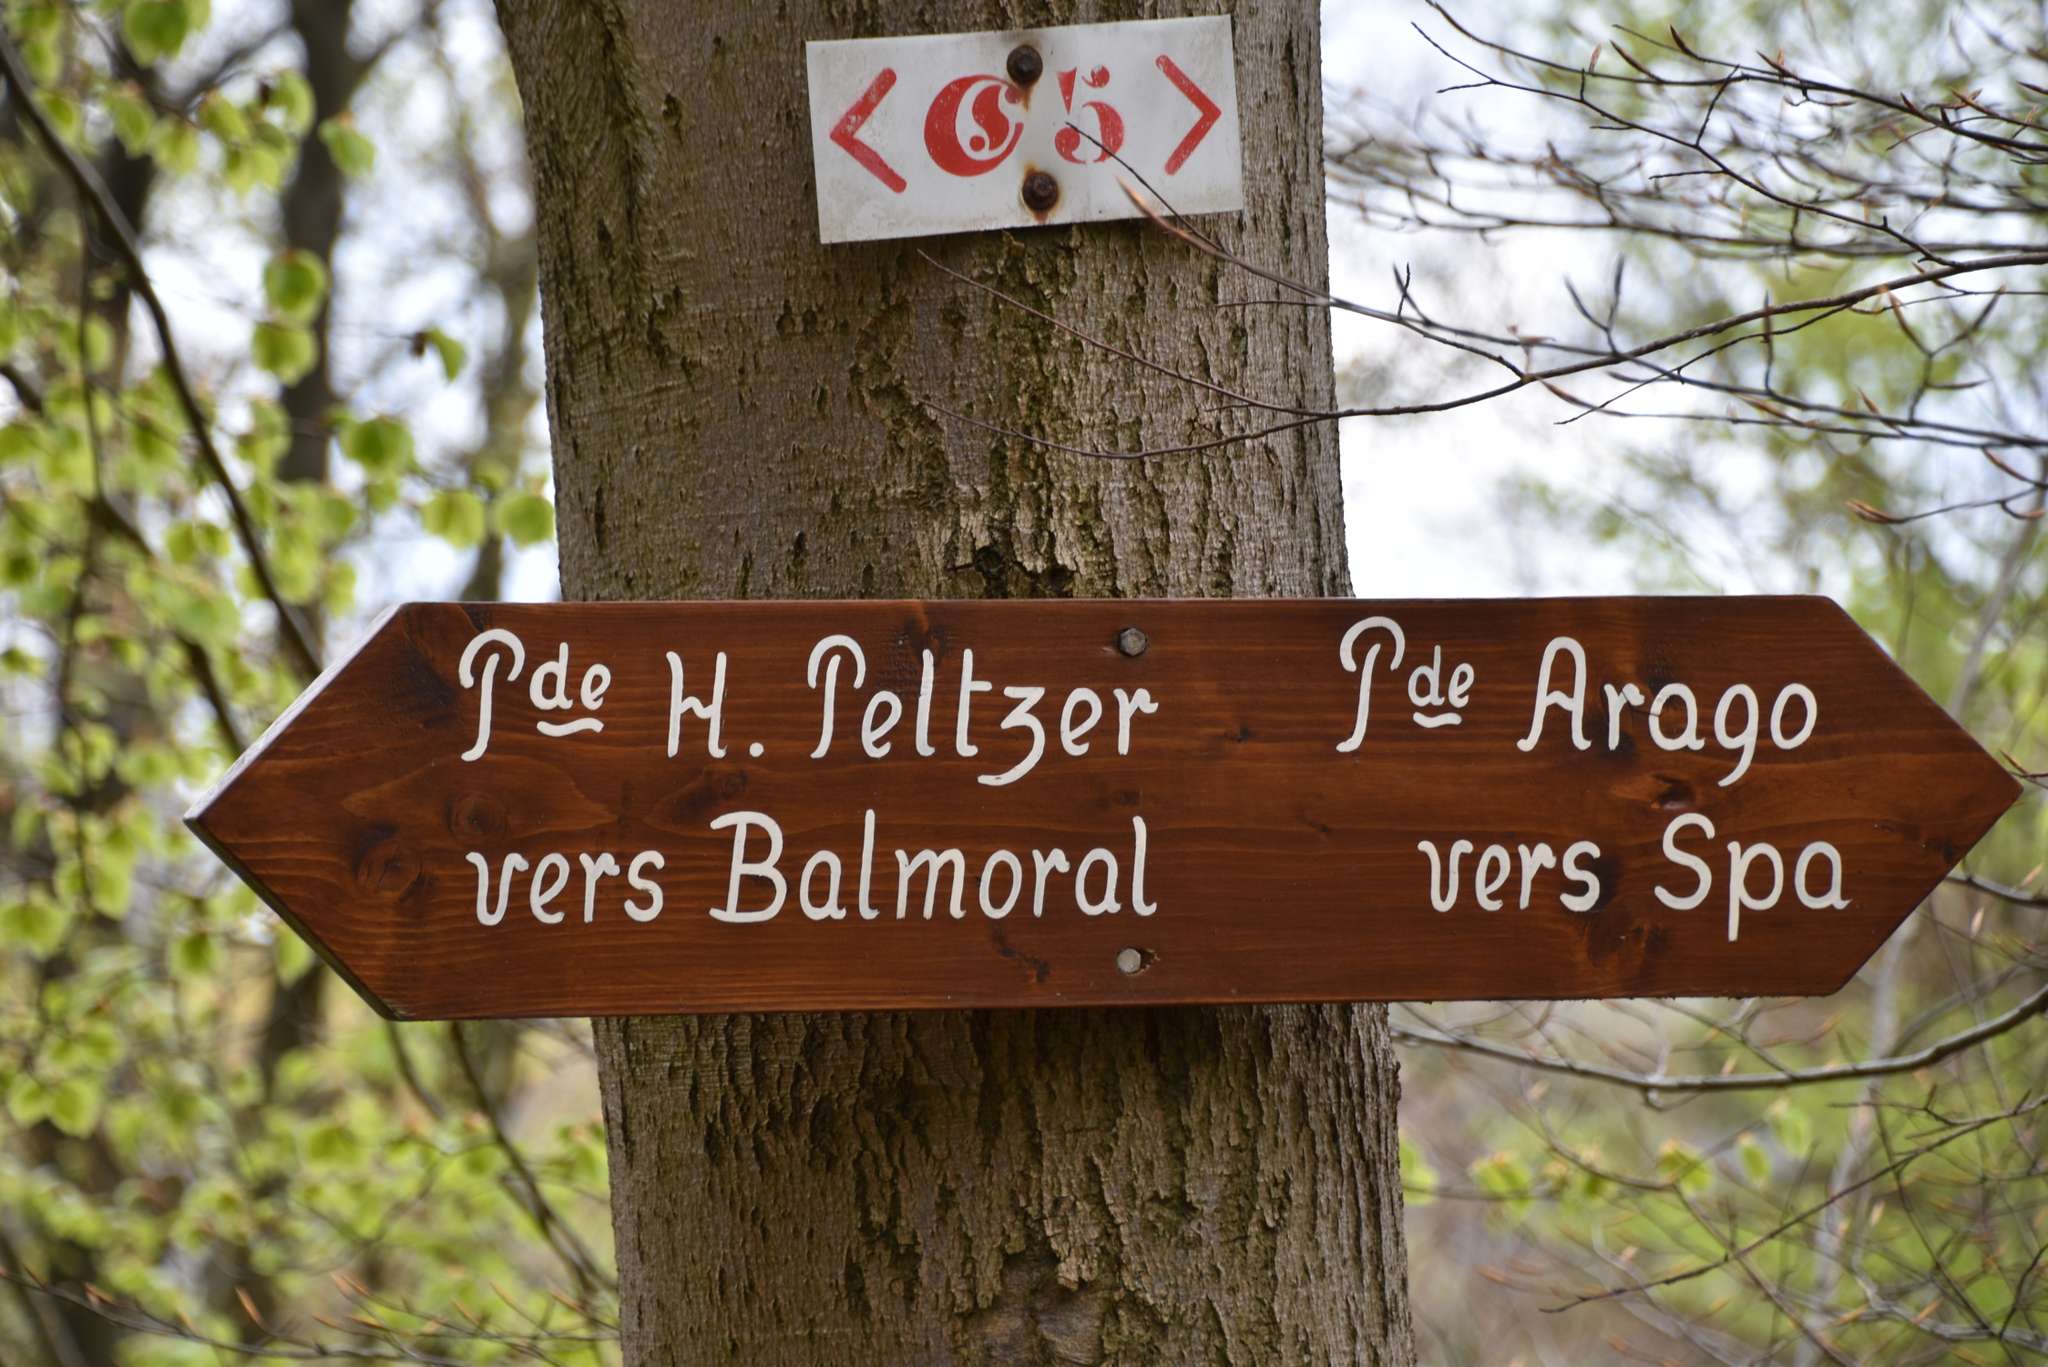 < C5 >
Pde H. Peltzer
vers Balmoral
Pde Arago
vers Spa